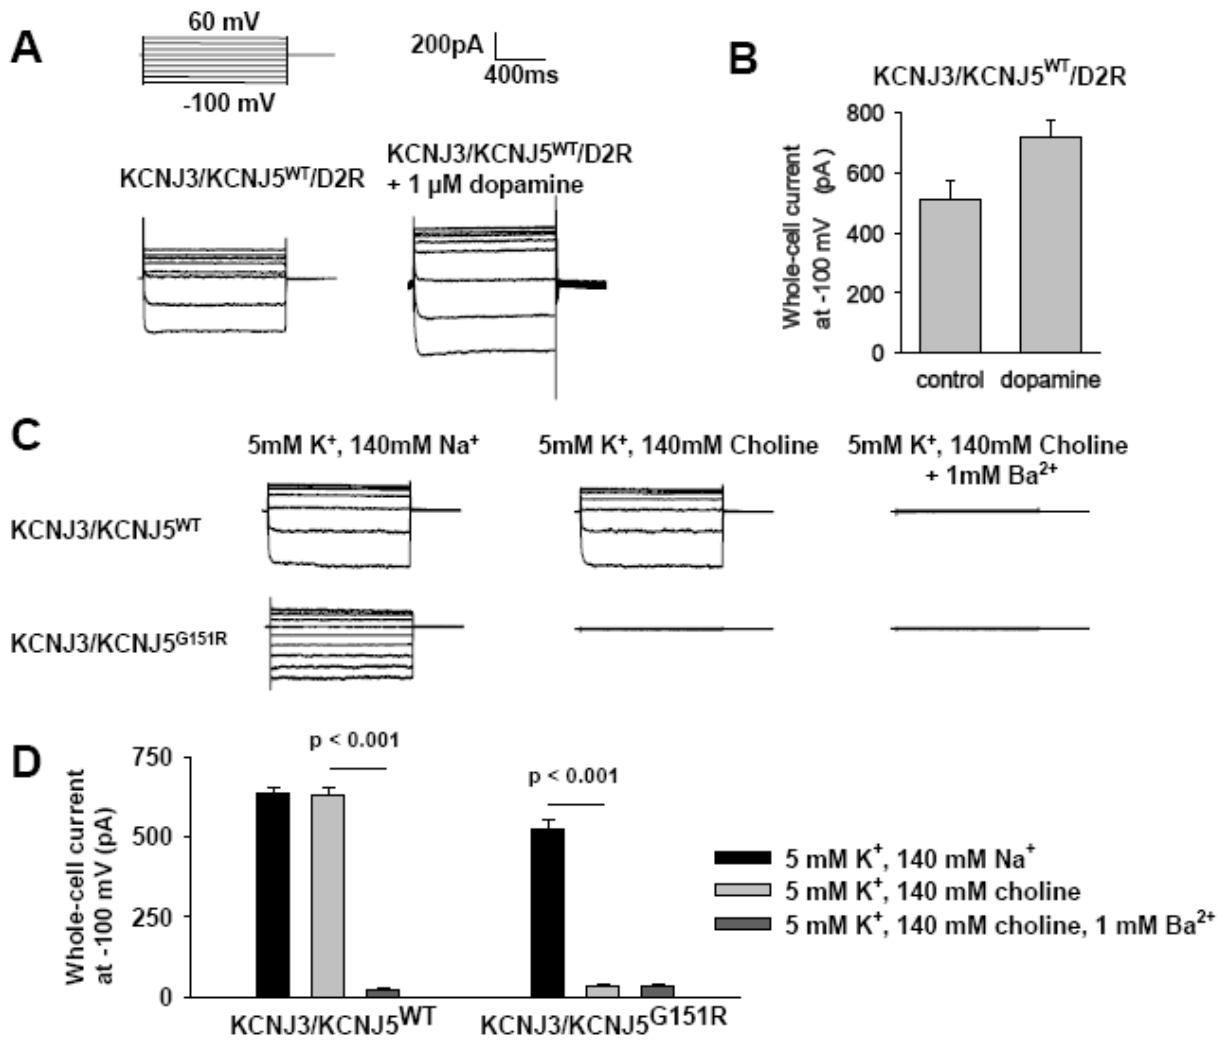 A
60 mV
-100 mV
200pA
400ms
KCNJ3/KCNJ5WT/D2R
KCNJ3/KCNJ5WT/D2R
+ 1 µM dopamine
B
KCNJ3/KCNJ5WT/D2R
Whole-cell current
at -100 mV (pA)
800
600
400
200
0
control dopamine
C
5mM K+, 140mM Na+
5mM K+, 140mM Choline
5mM K+, 140mM Choline
+ 1mM Ba2+
KCNJ3/KCNJ5WT
KCNJ3/KCNJ5G151R
D
Whole-cell current
at -100 mV (pA)
750
500
250
0
p < 0.001
p < 0.001
KCNJ3/KCNJ5WT
KCNJ3/KCNJ5G151R
5 mM K+, 140 mM Na+
5 mM K+, 140 mM choline
5 mM K+, 140 mM choline, 1 mM Ba2+